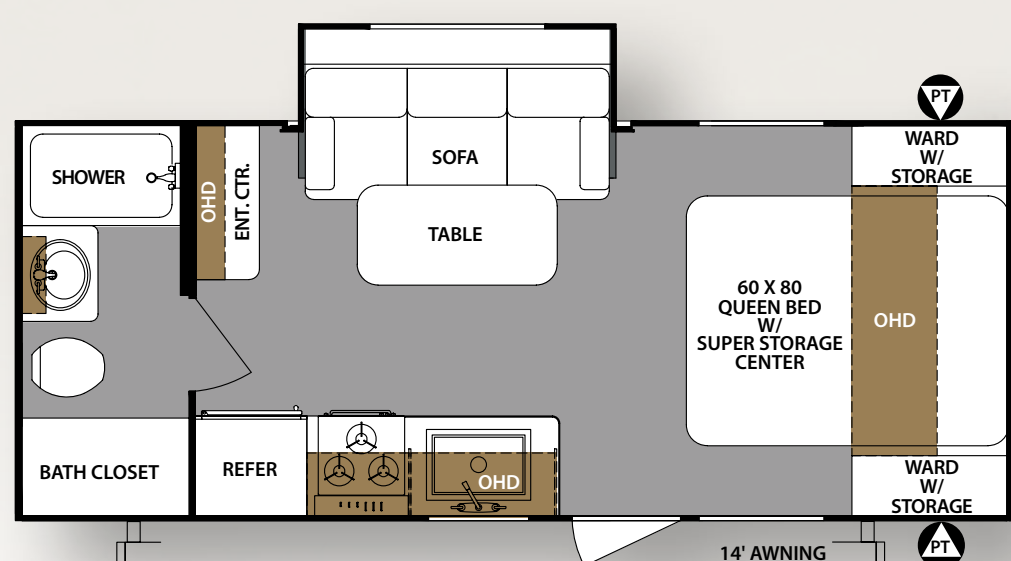 PT
WARD
W/
STORAGE
SHOWER
OHD
ENT. CTR.
SOFA
TABLE
60 X 80
QUEEN BED
W/
SUPER STORAGE
CENTER
OHD
BATH CLOSET
REFER
OHD
WARD
W/
STORAGE
14' AWNING
PT